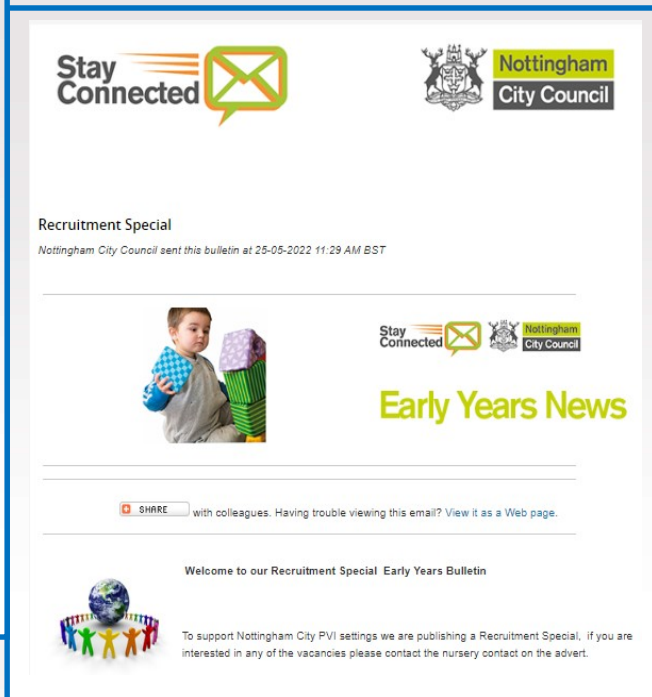 Stay
Connected
Nottingham
City Council
Recruitment Special
Nottingham City Council sent this bulletin at 25-05-2022 11:29 AM BST
Stay
Connected
Nottingham
City Council
Early Years News
SHARE with colleagues. Having trouble viewing this email? View it as a Web page.
Welcome to our Recruitment Special Early Years Bulletin
To support Nottingham City PVI settings we are publishing a Recruitment Special, if you are
interested in any of the vacancies please contact the nursery contact on the advert.